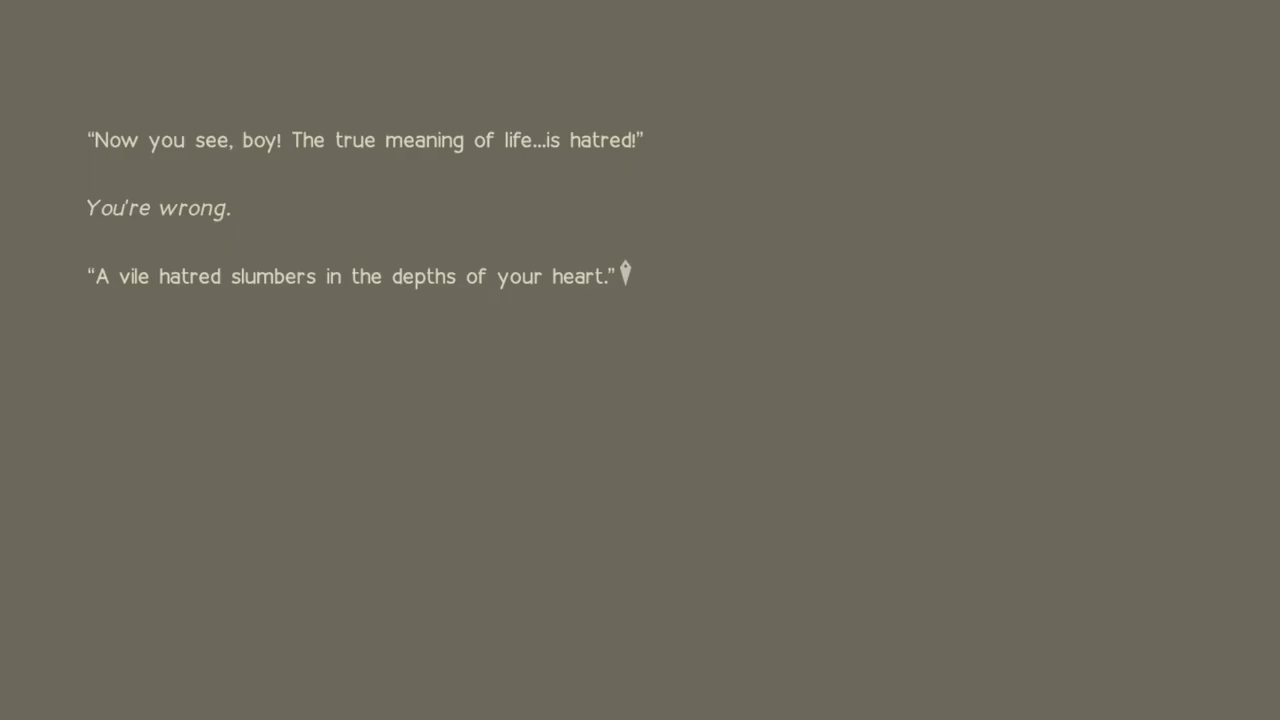 “Now you see, boy! The true meaning of life...is hatred!”
You're wrong.
“A vile hatred slumbers in the depths of your heart.”